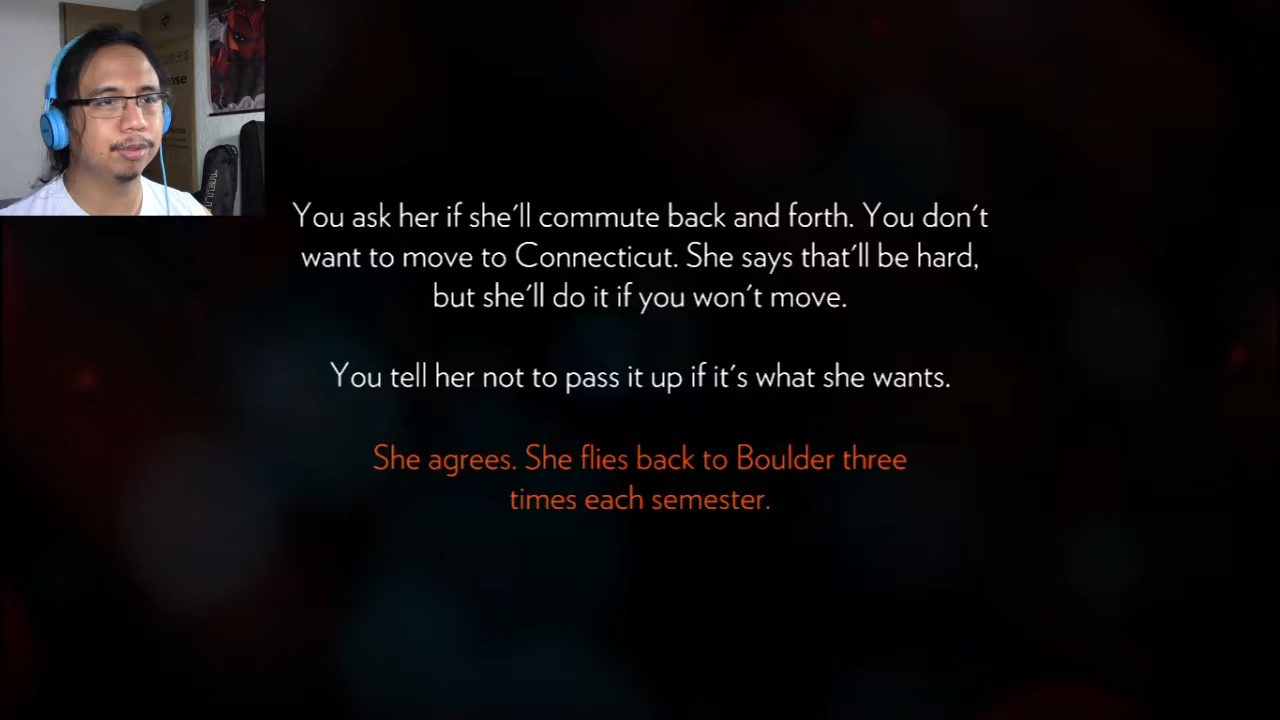 nse
You ask her if she'll commute back and forth. You don't
want to move to Connecticut. She says that'll be hard,
but she'll do it if you won't move.
You tell her not to pass it up if it's what she wants.
She agrees. She flies back to Boulder three
times each semester.